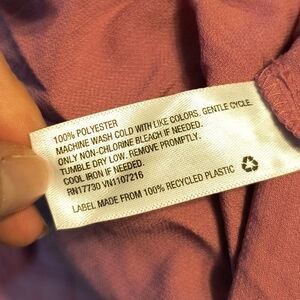 100% POLYESTER
MACHINE WASH COLD WITH LIKE COLORS. GENTLE CYCLE.
ONLY NON-CHLORINE BLEACH IF NEEDED.
TUMBLE DRY LOW. REMOVE PROMPTLY.
COOL IRON IF NEEDED.
RN17730 VN1107216
LABEL MADE FROM 100% RECYCLED PLASTIC